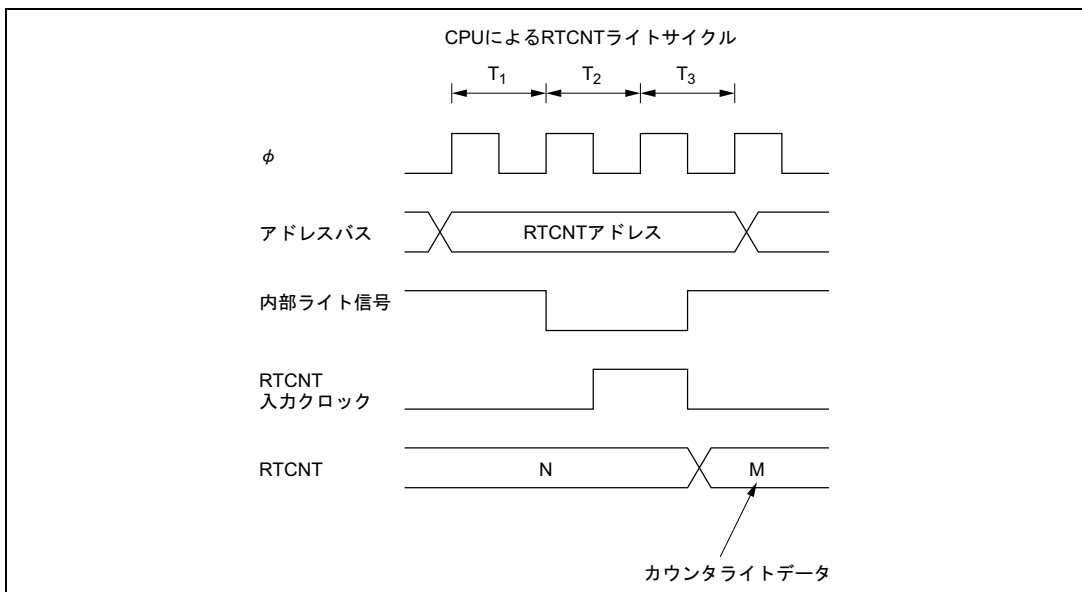 CPUによるRTCNTライトサイクル
T1 T2 T3
φ
アドレスバス
RTCNTアドレス
内部ライト信号
RTCNT
入力クロック
RTCNT
N
M
カウンタライトデータ